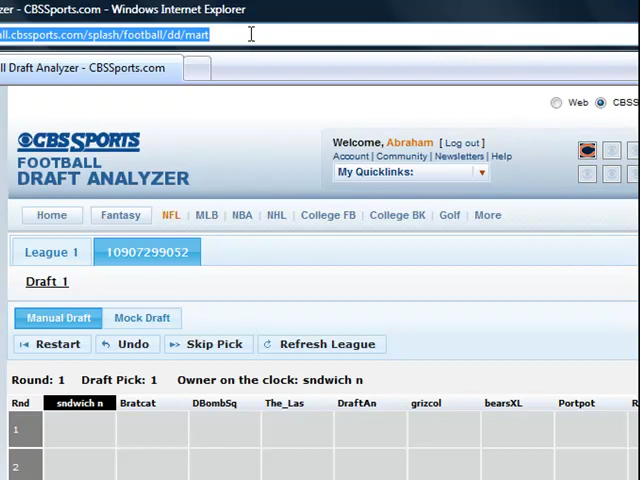 zer - CBSSports.com - Windows Internet Explorer
all.cbssports.com/splash/football/dd/mart
ll Draft Analyzer - CBSSports.com
Web CBSS
CBS SPORTS
FOOTBALL
DRAFT ANALYZER
Welcome, Abraham [ Log out ]
Account | Community | Newsletters | Help
My Quicklinks:
Home Fantasy NFL MLB NBA NHL College FB College BK Golf More
League 1 10907299052
Draft 1
Manual Draft Mock Draft
Restart Undo Skip Pick Refresh League
Round: 1 Draft Pick: 1 Owner on the clock: sndwich n
Rnd sndwich n Bratcat DBombSq The_Las DraftAn grizcol bearsXL Portpot R
1
2